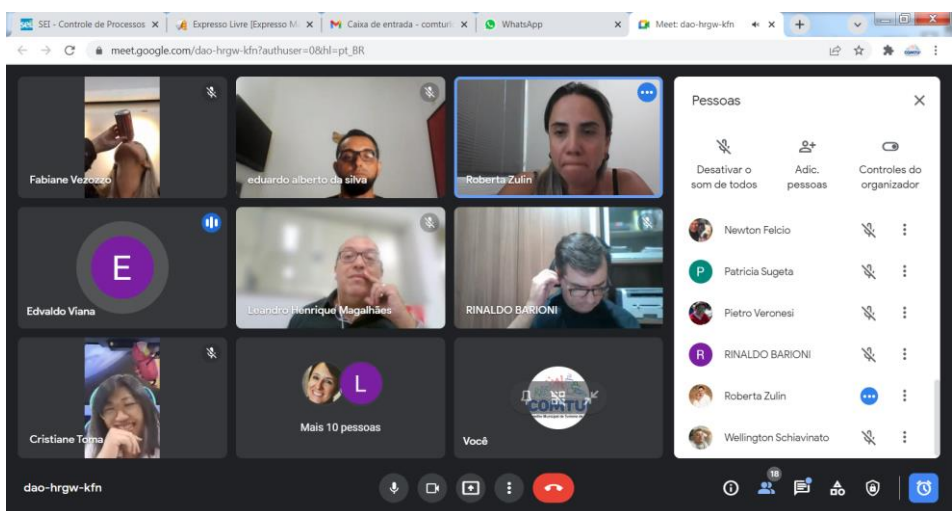 SEI - Controle de Processos
Expresso Livre [Expresso M
Caixa de entrada - comtur
WhatsApp
Meet: dao-hrgw-kfn
meet.google.com/dao-hrgw-kfn?authuser=0&hl=pt_BR
Fabiane Vezozzo
eduardo alberto da silva
Roberta Zulin
E
Edvaldo Viana
Leandro Henrique Magalhães
RINALDO BARIONI
Cristiane Toma
L
Mais 10 pessoas
COMTU
Você
Pessoas
Desativar o som de todos
Adic. pessoas
Controles do organizador
Newton Felcio
P
Patricia Sugeta
Pietro Veronesi
R
RINALDO BARIONI
Roberta Zulin
Wellington Schiavinato
dao-hrgw-kfn
18